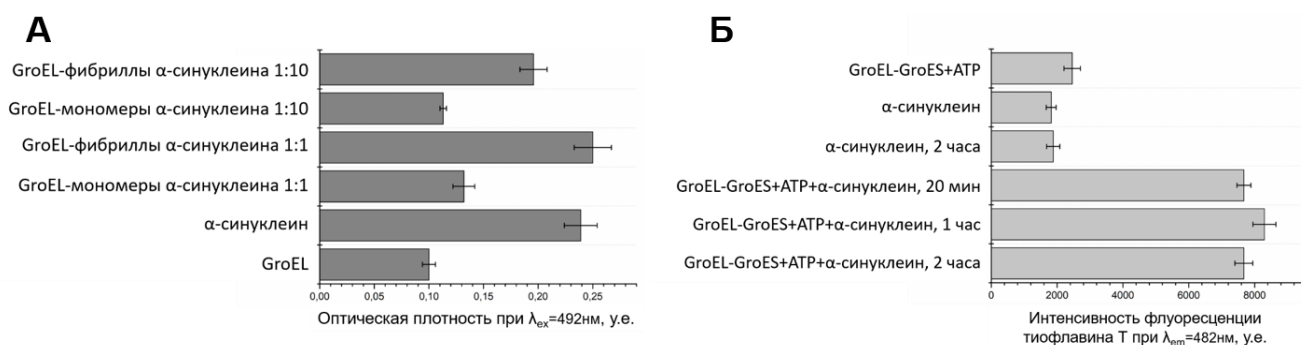 А
GroEL-фибриллы α-синуклеина 1:10
GroEL-мономеры α-синуклеина 1:10
GroEL-фибриллы α-синуклеина 1:1
GroEL-мономеры α-синуклеина 1:1
α-синуклеин
GroEL
0,00 0,05 0,10 0,15 0,20 0,25
Оптическая плотность при λex=492нм, у.е.
Б
GroEL-GroES+ATP
α-синуклеин
α-синуклеин, 2 часа
GroEL-GroES+ATP+α-синуклеин, 20 мин
GroEL-GroES+ATP+α-синуклеин, 1 час
GroEL-GroES+ATP+α-синуклеин, 2 часа
0 2000 4000 6000 8000
Интенсивность флуоресценции
тиофлавина Т при λem=482нм, у.е.